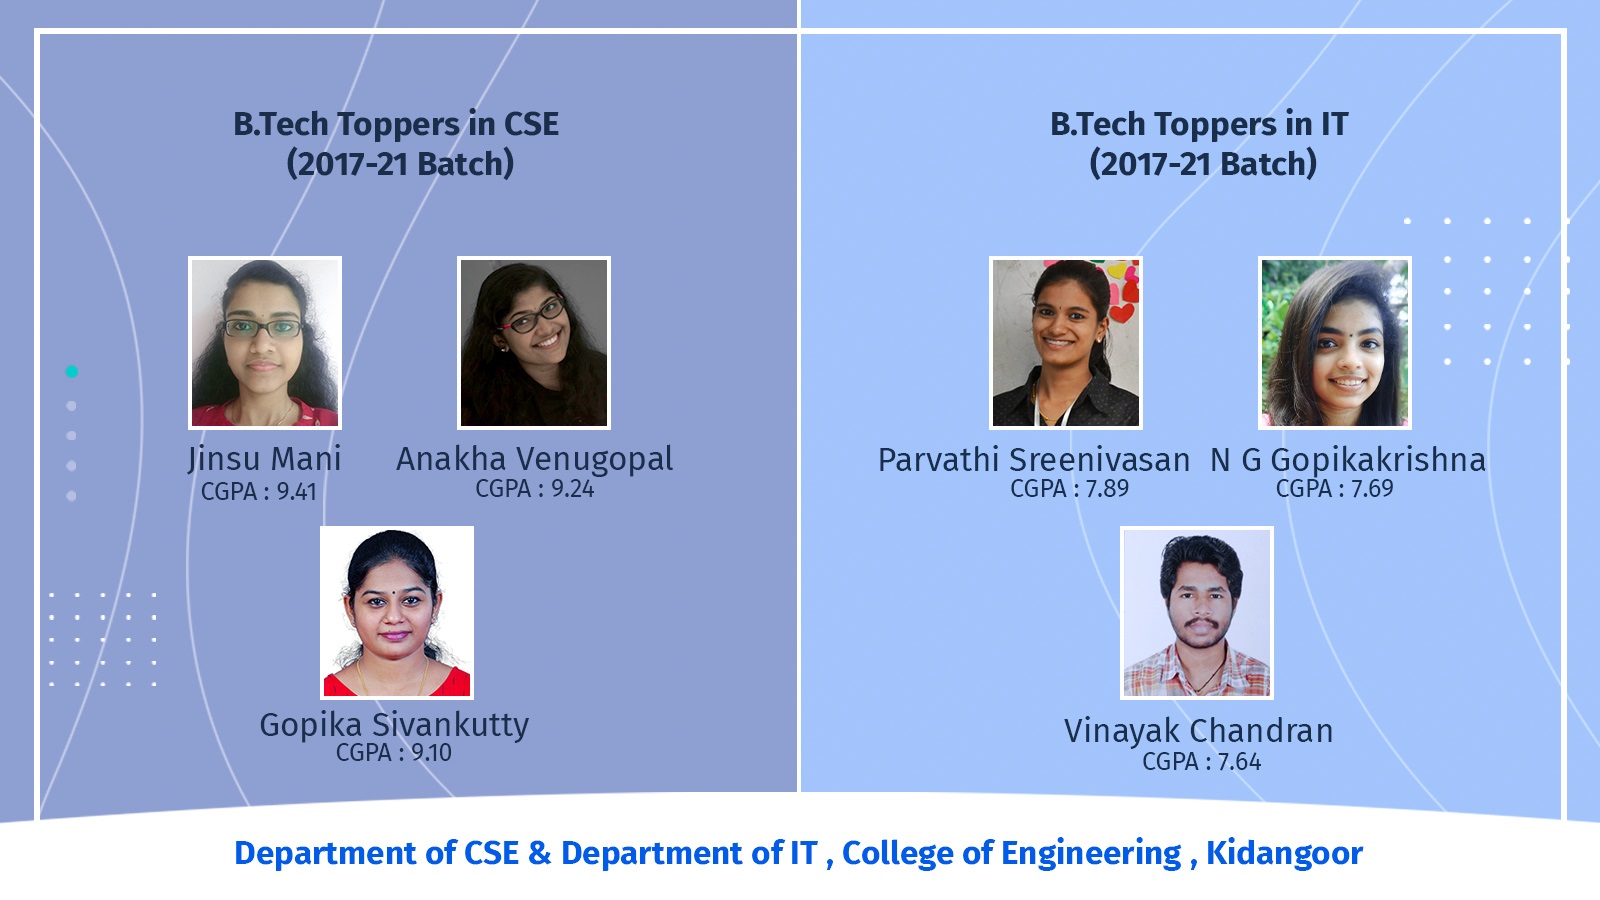 B.Tech Toppers in CSE
(2017-21 Batch)
Jinsu Mani
CGPA : 9.41
Anakha Venugopal
CGPA : 9.24
Gopika Sivankutty
CGPA : 9.10
B.Tech Toppers in IT
(2017-21 Batch)
Parvathi Sreenivasan
CGPA : 7.89
N G Gopikakrishna
CGPA : 7.69
Vinayak Chandran
CGPA : 7.64
Department of CSE & Department of IT , College of Engineering , Kidangoor